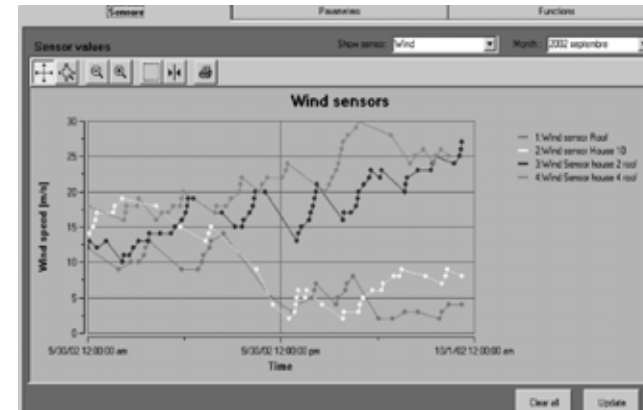 Sensors Parameters Functions
Sensor values Show sensor: Wind Month: 2002 septembre
Wind sensors
30
25
20
15
10
5
0
Wind speed [m/s]
1:Wind sensor Roof
2:Wind sensor House 10
3:Wind Sensor house 2 roof
4:Wind Sensor house 4 roof
9/30/02 12:00:00 am 9/30/02 12:00:00 pm 10/1/02 12:00:00 am
Time
Clear all Update